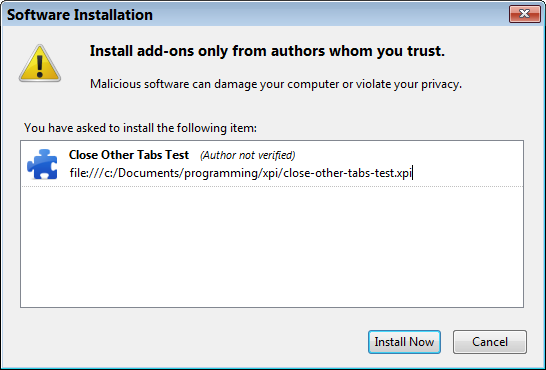 Software Installation
Install add-ons only from authors whom you trust.
Malicious software can damage your computer or violate your privacy.
You have asked to install the following item:
Close Other Tabs Test (Author not verified)
file:///c:/Documents/programming/xpi/close-other-tabs-test.xpi
Install Now Cancel